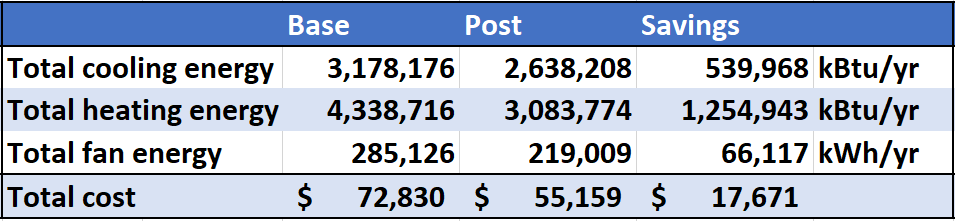 Base Post Savings
Total cooling energy 3,178,176 2,638,208 539,968 kBtu/yr
Total heating energy 4,338,716 3,083,774 1,254,943 kBtu/yr
Total fan energy 285,126 219,009 66,117 kWh/yr
Total cost $ 72,830 $ 55,159 $ 17,671